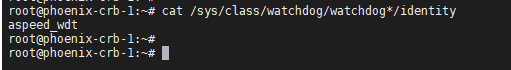 root@phoenix-crb-1:~# cat /sys/class/watchdog/watchdog*/identity
aspeed_wdt
root@phoenix-crb-1:~#
root@phoenix-crb-1:~#